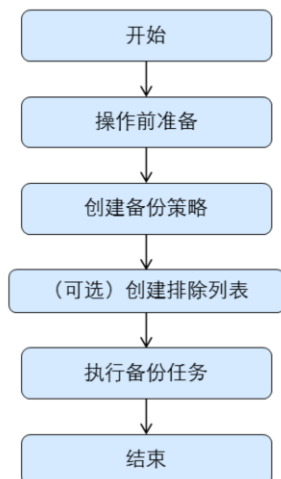 开始
操作前准备
创建备份策略
（可选）创建排除列表
执行备份任务
结束